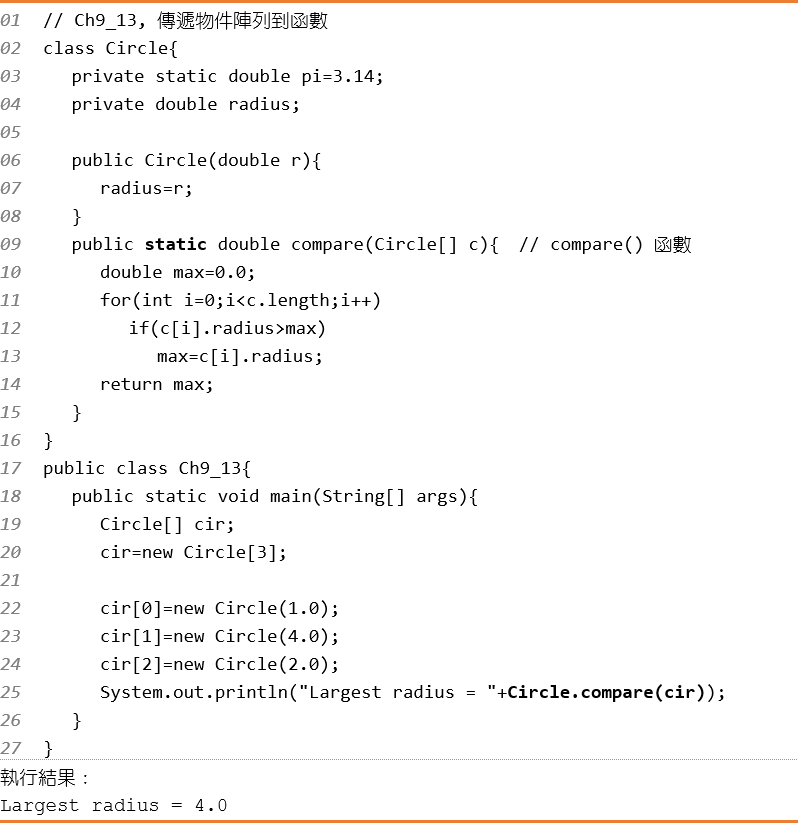 01 // Ch9_13, 傳遞物件陣列到函數
02 class Circle{
03    private static double pi=3.14;
04    private double radius;
05
06    public Circle(double r){
07       radius=r;
08    }
09    public static double compare(Circle[] c){  // compare() 函數
10       double max=0.0;
11       for(int i=0;i<c.length;i++)
12          if(c[i].radius>max)
13             max=c[i].radius;
14       return max;
15    }
16 }
17 public class Ch9_13{
18    public static void main(String[] args){
19       Circle[] cir;
20       cir=new Circle[3];
21
22       cir[0]=new Circle(1.0);
23       cir[1]=new Circle(4.0);
24       cir[2]=new Circle(2.0);
25       System.out.println("Largest radius = "+Circle.compare(cir));
26    }
27 }
執行結果：
Largest radius = 4.0